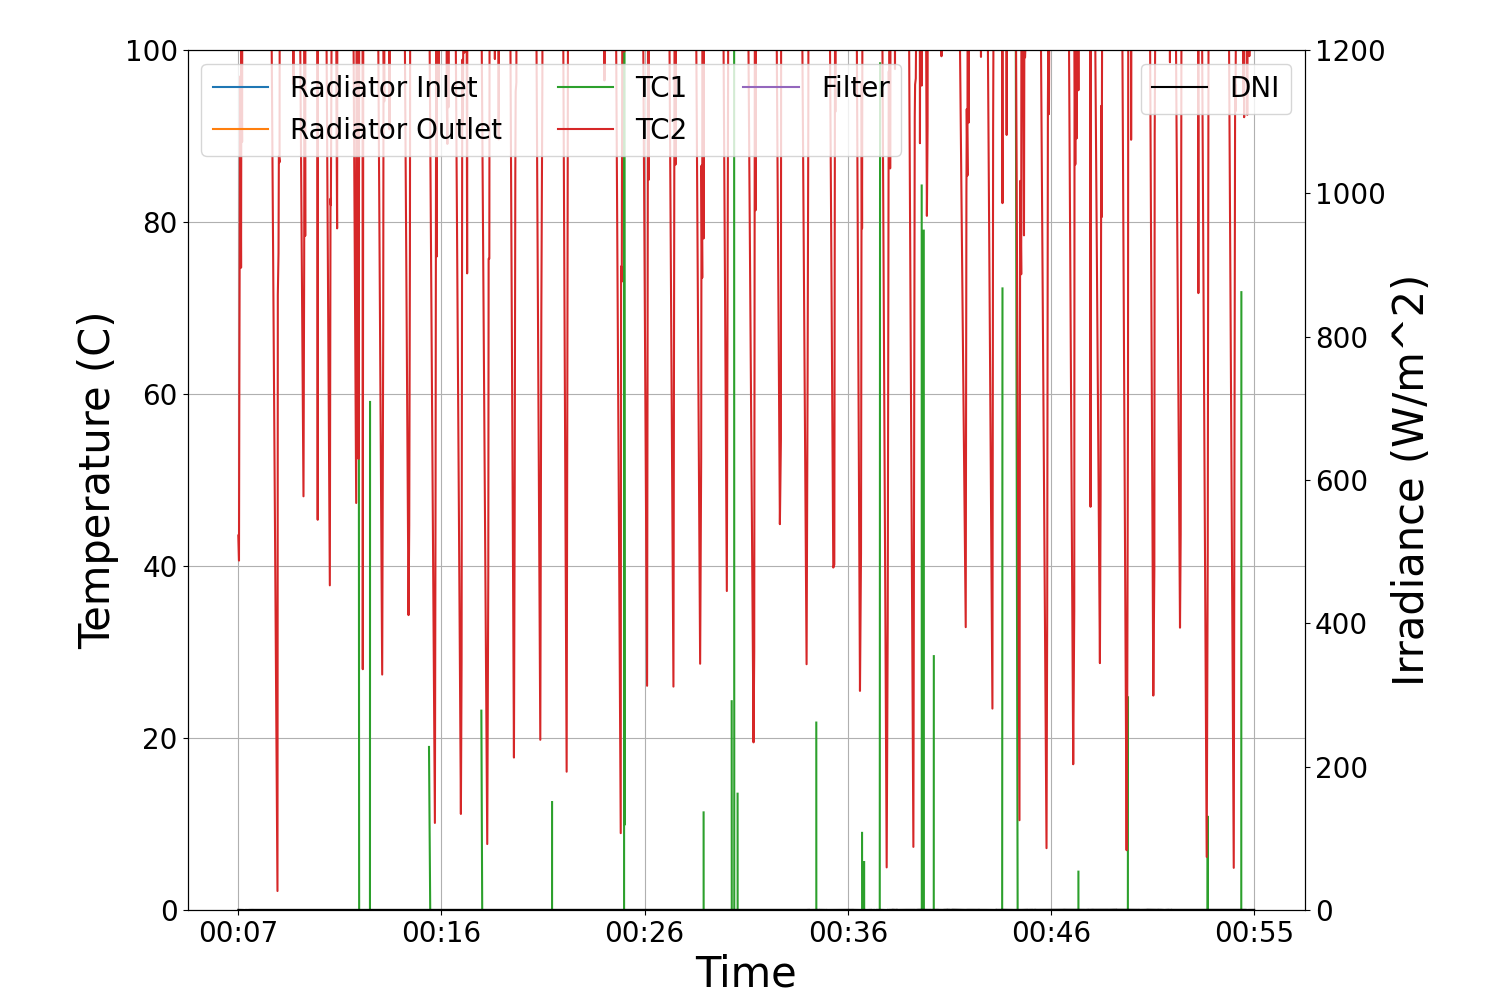 100
80
60
40
20
0
Temperature (C)
Radiator Inlet
Radiator Outlet
TC1
TC2
Filter
DNI
1200
1000
800
600
400
200
0
Irradiance (W/m^2)
00:07
00:16
00:26
00:36
00:46
00:55
Time